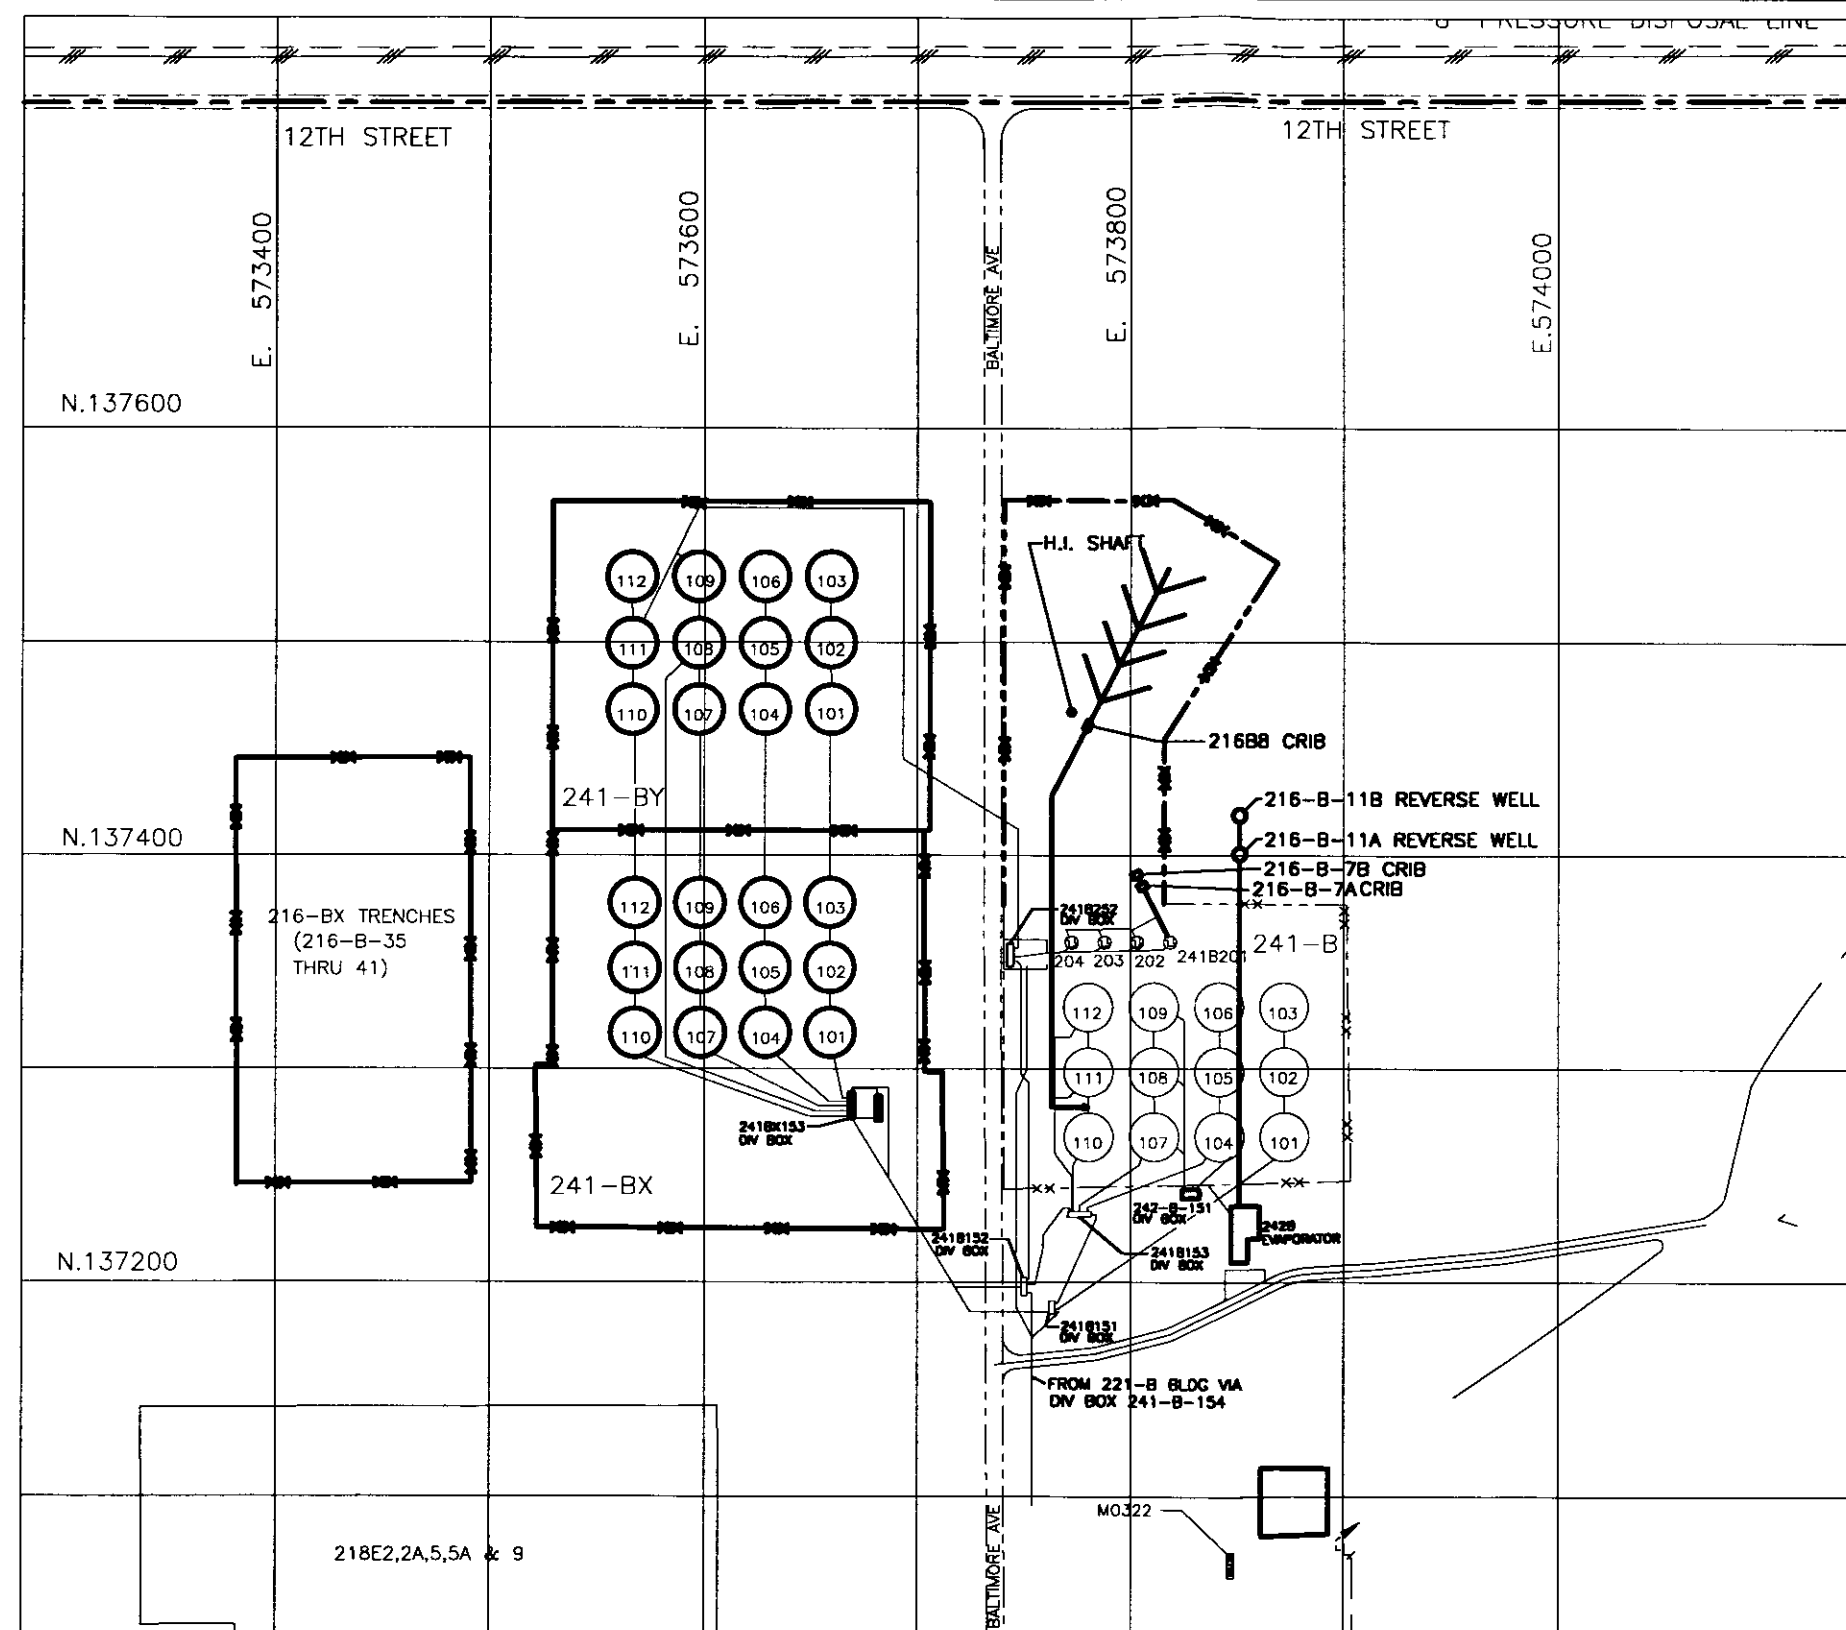 8" PRESSURE DISPOSAL LINE
12TH STREET
12TH STREET
E. 573400
E. 573600
BALTIMORE AVE
E. 573800
E.574000
N.137600
H.I. SHAFT
112 109 106 103
111 108 105 102
110 107 104 101
216B8 CRIB
241-BY
216-B-11B REVERSE WELL
N.137400
216-B-11A REVERSE WELL
216-B-7B CRIB
216-B-7A CRIB
112 109 106 103
216-BX TRENCHES
(216-B-35
THRU 41)
241B252
DIV BOX
241-B
204 203 202 241B201
111 108 105 102
112 109 106 103
110 107 104 101
111 108 105 102
241BX153
DIV BOX
110 107 104 101
241-BX
242-B-151
DIV BOX
242B
EVAPORATOR
241B152
DIV BOX
241B153
DIV BOX
N.137200
241B151
DIV BOX
FROM 221-B BLDG VIA
DIV BOX 241-B-154
MO322
BALTIMORE AVE
218E2,2A,5,5A & 9